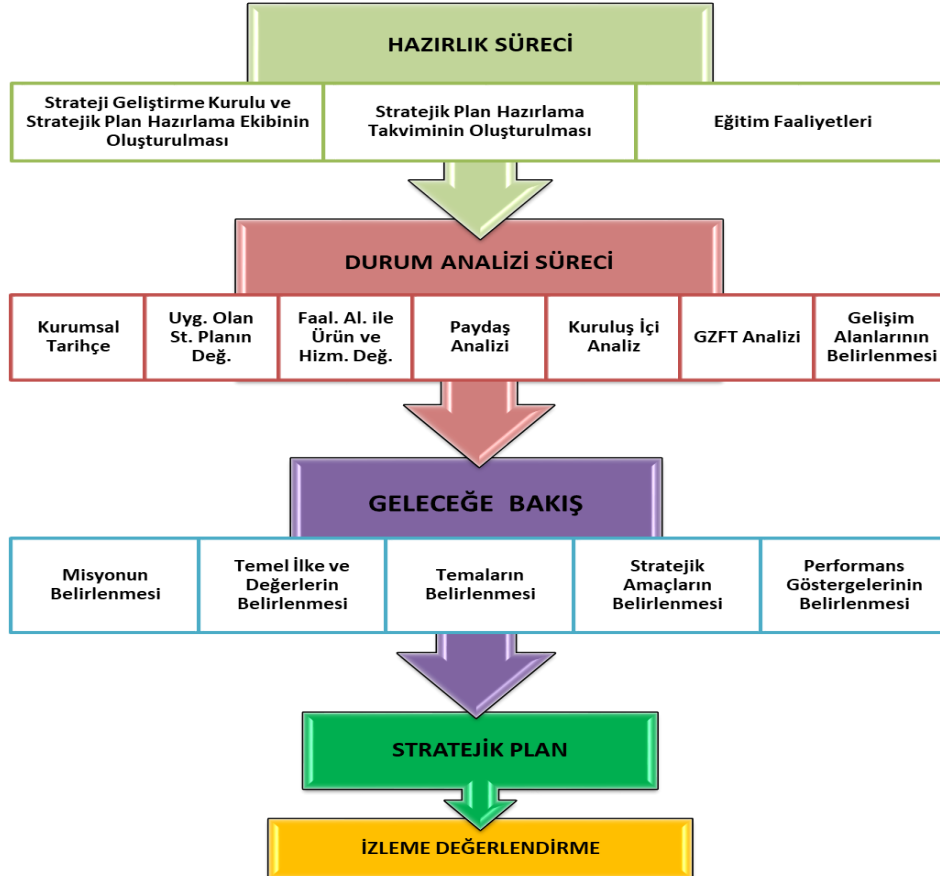 HAZIRLIK SÜRECİ
Strateji Geliştirme Kurulu ve
Stratejik Plan Hazırlama Ekibinin
Oluşturulması
Stratejik Plan Hazırlama
Takviminin Oluşturulması
Eğitim Faaliyetleri
DURUM ANALİZİ SÜRECİ
Kurumsal
Tarihçe
Uyg. Olan
St. Planın
Değ.
Faal. Al. ile
Ürün ve
Hizm. Değ.
Paydaş
Analizi
Kuruluş İçi
Analiz
GZFT Analizi
Gelişim
Alanlarının
Belirlenmesi
GELECEĞE BAKIŞ
Misyonun
Belirlenmesi
Temel İlke ve
Değerlerin
Belirlenmesi
Temaların
Belirlenmesi
Stratejik
Amaçların
Belirlenmesi
Performans
Göstergelerinin
Belirlenmesi
STRATEJİK PLAN
İZLEME DEĞERLENDİRME